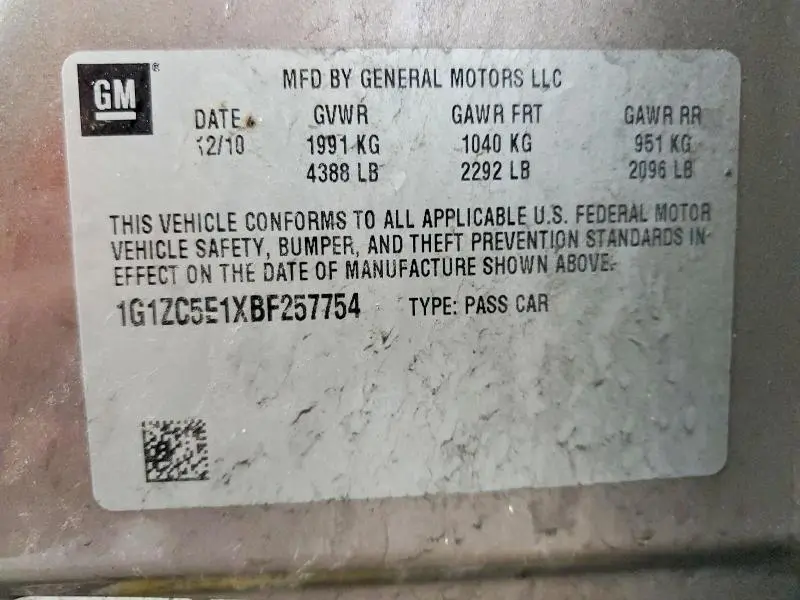 GM ®
MFD BY GENERAL MOTORS LLC
DATE GVWR GAWR FRT GAWR RR
12/10 1991 KG 1040 KG 951 KG
4388 LB 2292 LB 2096 LB
THIS VEHICLE CONFORMS TO ALL APPLICABLE U.S. FEDERAL MOTOR
VEHICLE SAFETY, BUMPER, AND THEFT PREVENTION STANDARDS IN
EFFECT ON THE DATE OF MANUFACTURE SHOWN ABOVE.
1G1ZC5E1XBF257754 TYPE: PASS CAR